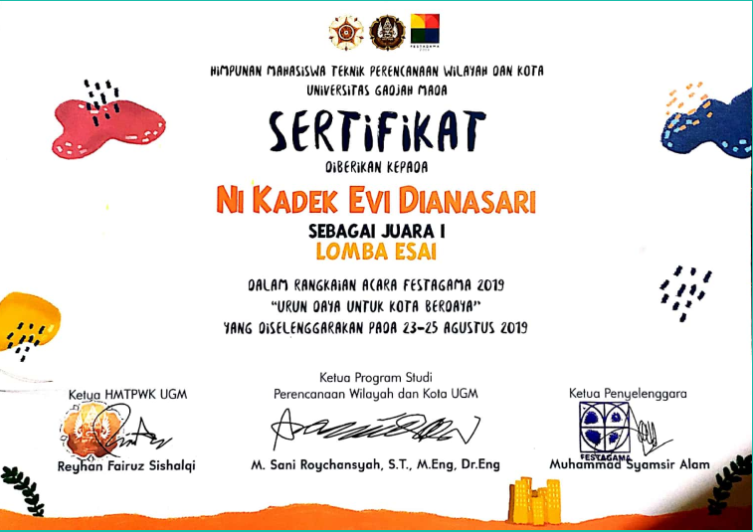 FESTAGAMA
HIMPUNAN MAHASISWA TEKNIK PERENCANAAN WILAYAH DAN KOTA
UNIVERSITAS GADJAH MADA
SERTIFIKAT
DIBERIKAN KEPADA
NI KADEK EVI DIANASARI
SEBAGAI JUARA I
LOMBA ESAI
DALAM RANGKAIAN ACARA FESTAGAMA 2019
"URUN DAYA UNTUK KOTA BERDAYA"
YANG DISELENGGARAKAN PADA 23-25 AGUSTUS 2019
Ketua HMTPWK UGM
Reyhan Fairuz Sishalqi
Ketua Program Studi
Perencanaan Wilayah dan Kota UGM
M. Sani Roychansyah, S.T., M.Eng, Dr.Eng
Ketua Penyelenggara
FESTAGAMA
Muhammad Syamsir Alam